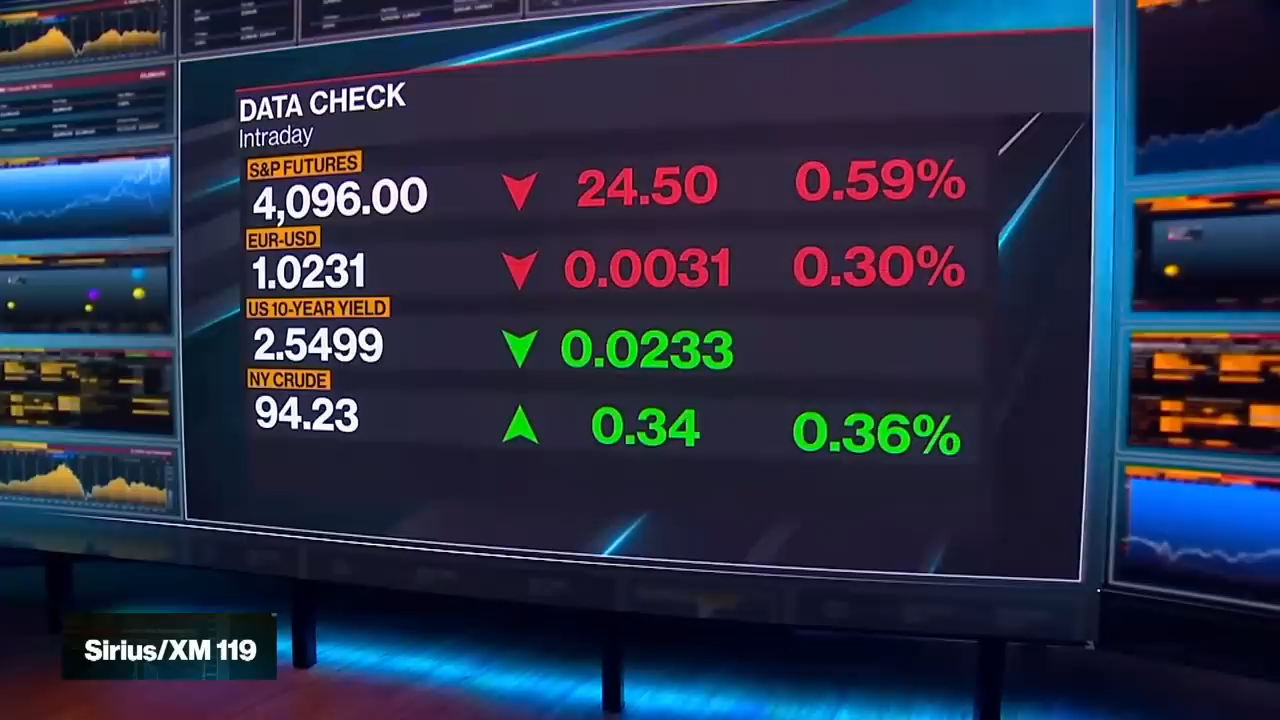 DATA CHECK
Intraday
S&P FUTURES
4,096.00 24.50 0.59%
EUR-USD
1.0231 0.0031 0.30%
US 10-YEAR YIELD
2.5499 0.0233
NY CRUDE
94.23 0.34 0.36%
Sirius/XM 119